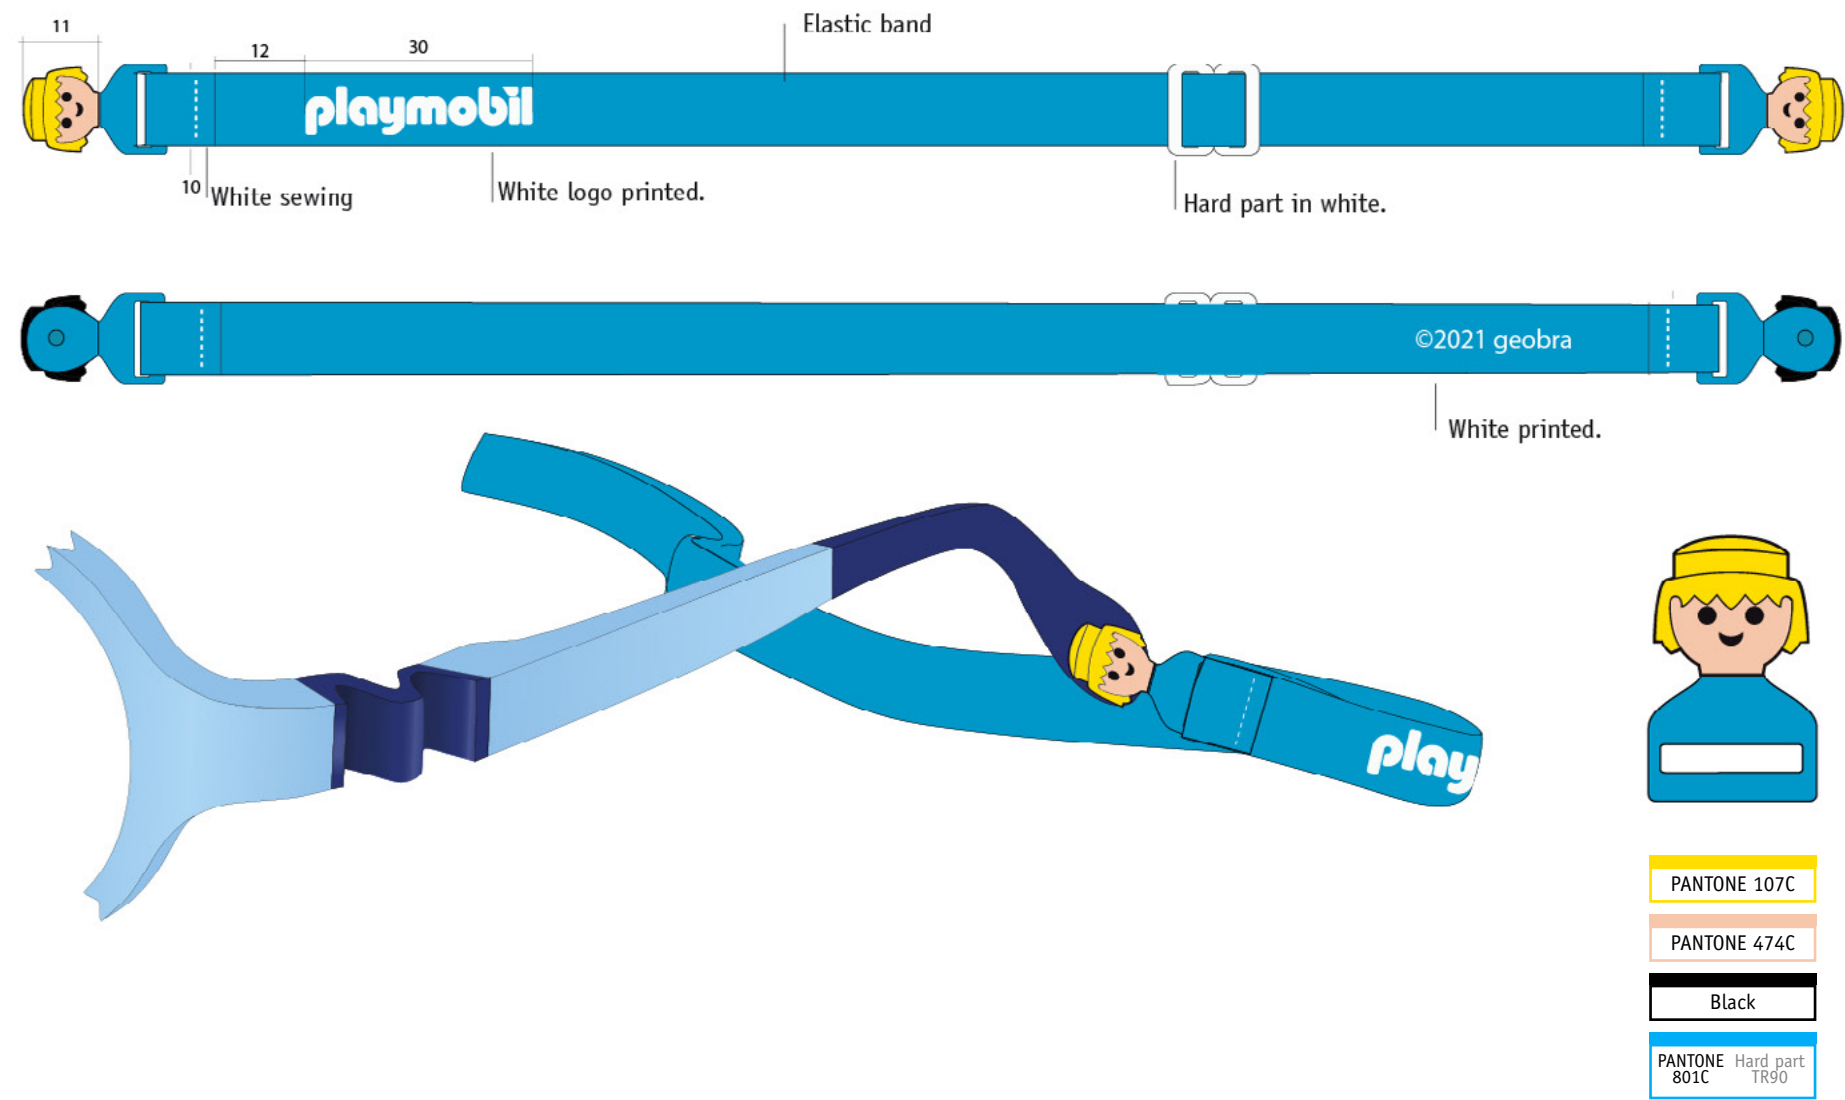 11
12
30
Elastic band
playmobil
10
White sewing
White logo printed.
Hard part in white.
©2021 geobra
White printed.
play
PANTONE 107C
PANTONE 474C
Black
PANTONE Hard part
801C TR90